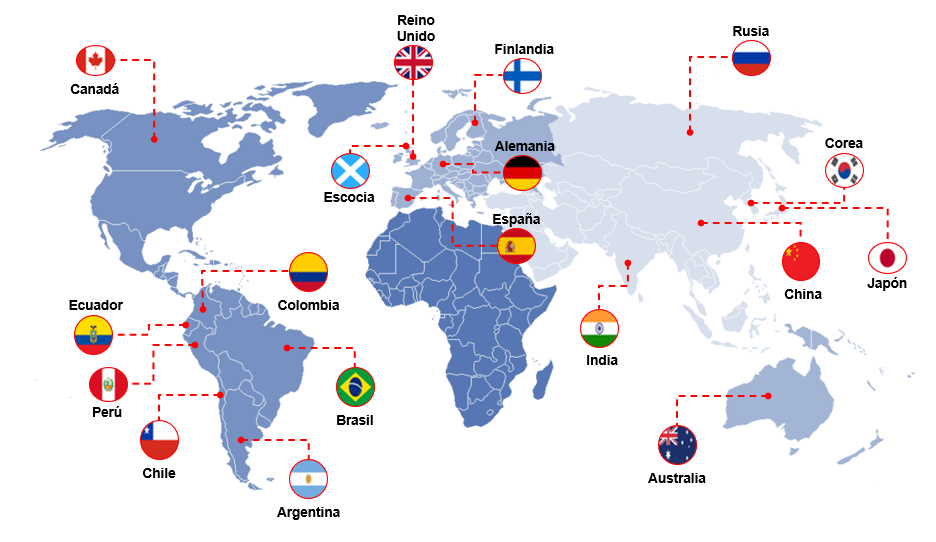 Reino
Unido
Rusia
Finlandia
Canadá
Alemania
Corea
Escocia
España
Japón
China
Colombia
Ecuador
India
Perú
Brasil
Chile
Australia
Argentina